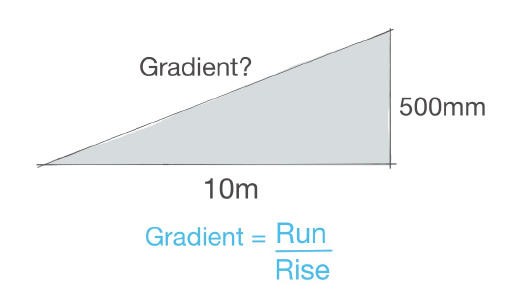 Gradient?
500mm
10m
Gradient = Run
Rise